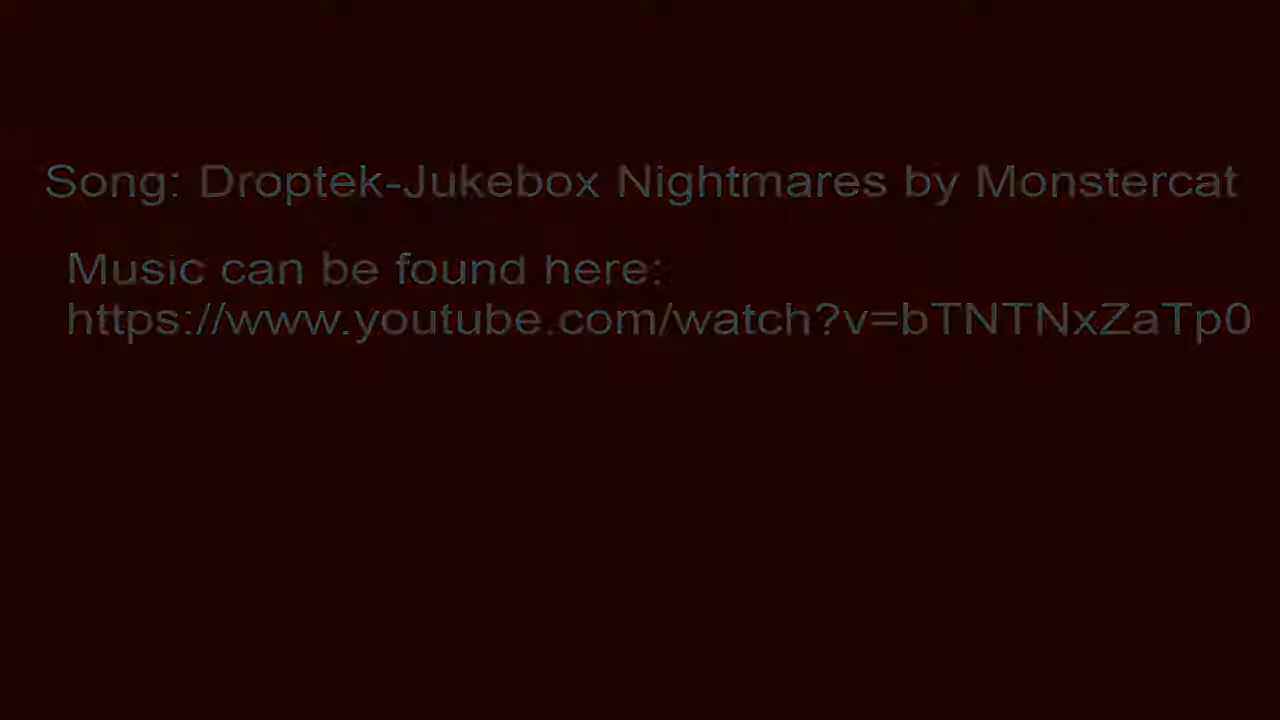 Song: Droptek-Jukebox Nightmares by Monstercat
Music can be found here:
https://www.youtube.com/watch?v=bTNTNxZaTp0